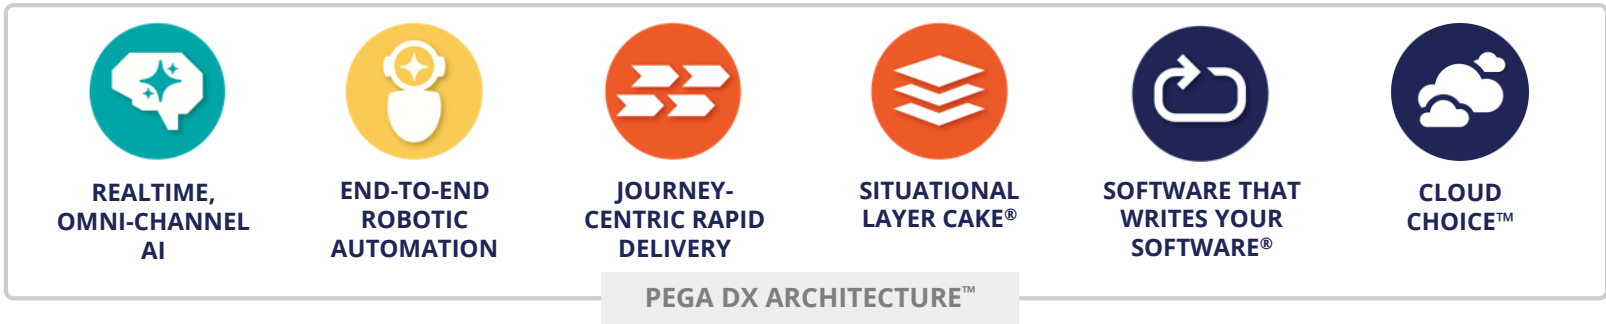 REALTIME,
OMNI-CHANNEL
AI
END-TO-END
ROBOTIC
AUTOMATION
JOURNEY-
CENTRIC RAPID
DELIVERY
SITUATIONAL
LAYER CAKE®
SOFTWARE THAT
WRITES YOUR
SOFTWARE®
CLOUD
CHOICE™
PEGA DX ARCHITECTURE™